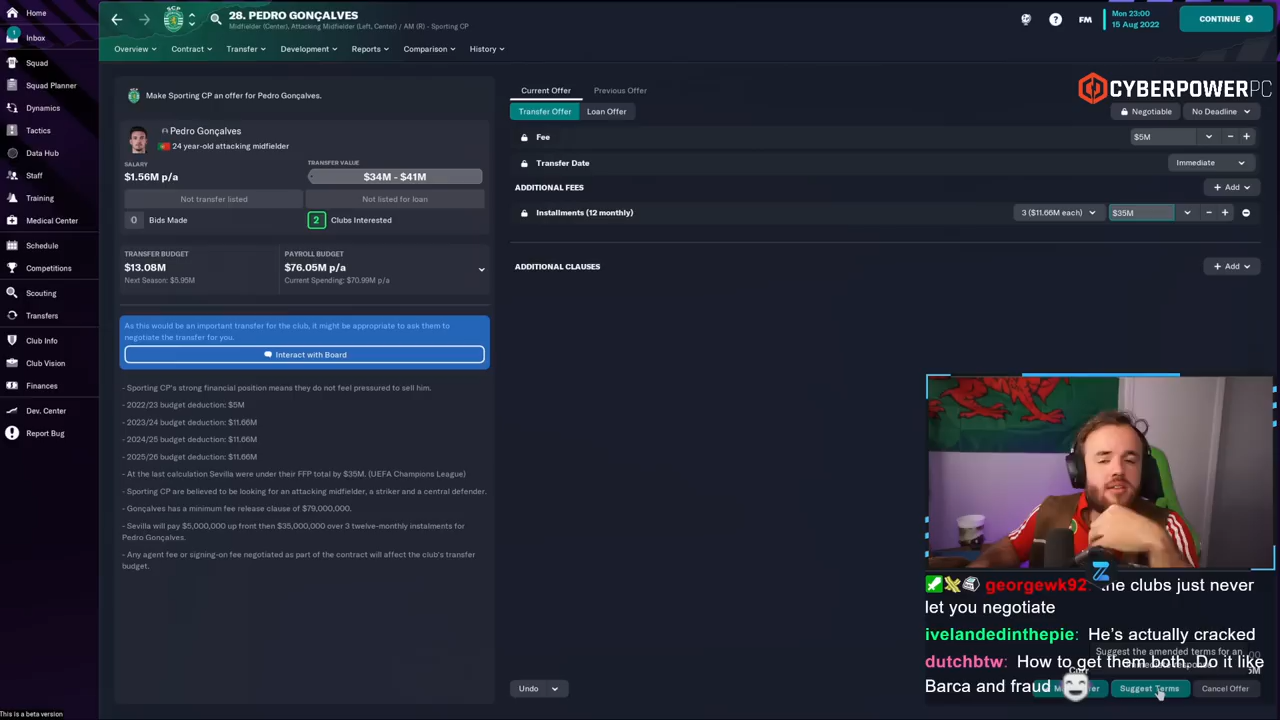 28. PEDRO GONÇALVES
Midfielder (Center), Attacking Midfielder (Left, Center) / AM (R) - Sporting CP
FM
Mon 23:00
15 Aug 2022
CONTINUE
Overview
Contract
Transfer
Development
Reports
Comparison
History
Home
1
Inbox
Squad
Squad Planner
Dynamics
Tactics
Data Hub
Staff
Training
Medical Center
Schedule
Competitions
Scouting
Transfers
Club Info
Club Vision
Finances
Dev. Center
Report Bug
This is a beta version
Make Sporting CP an offer for Pedro Gonçalves.
Pedro Gonçalves
24 year-old attacking midfielder
SALARY
$1.56M p/a
TRANSFER VALUE
$34M - $41M
Not transfer listed
Not listed for loan
0 Bids Made
2 Clubs Interested
TRANSFER BUDGET
$13.08M
Next Season: $5.95M
PAYROLL BUDGET
$76.05M p/a
Current Spending: $70.99M p/a
As this would be an important transfer for the club, it might be appropriate to ask them to
negotiate the transfer for you.
Interact with Board
- Sporting CP's strong financial position means they do not feel pressured to sell him.
- 2022/23 budget deduction: $5M
- 2023/24 budget deduction: $11.66M
- 2024/25 budget deduction: $11.66M
- 2025/26 budget deduction: $11.66M
- At the last calculation Sevilla were under their FFP total by $35M. (UEFA Champions League)
- Sporting CP are believed to be looking for an attacking midfielder, a striker and a central defender.
- Gonçalves has a minimum fee release clause of $79,000,000.
- Sevilla will pay $5,000,000 up front then $35,000,000 over 3 twelve-monthly instalments for
Pedro Gonçalves.
- Any agent fee or signing-on fee negotiated as part of the contract will affect the club's transfer
budget.
Current Offer
Previous Offer
Transfer Offer
Loan Offer
CYBERPOWERPC
Negotiable
No Deadline
Fee
$5M
Transfer Date
Immediate
ADDITIONAL FEES
+ Add
Installments (12 monthly)
3 ($11.66M each)
$35M
ADDITIONAL CLAUSES
+ Add
georgewk92: the clubs just never
let you negotiate
ivelandedinthepie: He's actually cracked
Suggest the amended terms for an
dutchbtw: How to get them both. Do it like
Barca and fraud
Undo
Suggest Terms
Cancel Offer